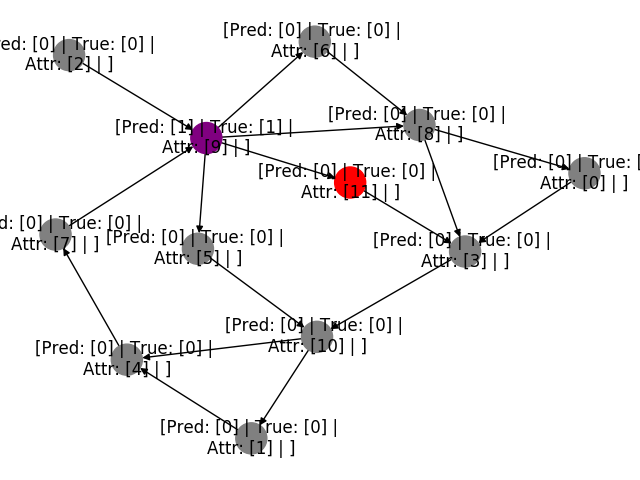 [Pred: [0] | True: [0] |
Attr: [6] | ]
ed: [0] | True: [0] |
Attr: [2] | ]
[Pred: [0] | True: [0] |
Attr: [8] | ]
[Pred: [1] | True: [1] |
Attr: [9] | ]
[Pred: [0] | True: [
Attr: [0] | ]
[Pred: [0] | True: [0] |
Attr: [11] | ]
d: [0] | True: [0] |
Attr: [7] | ]
[Pred: [0] | True: [0] |
Attr: [5] | ]
[Pred: [0] | True: [0] |
Attr: [3] | ]
[Pred: [0] | True: [0] |
Attr: [10] | ]
[Pred: [0] | True: [0] |
Attr: [4] | ]
[Pred: [0] | True: [0] |
Attr: [1] | ]